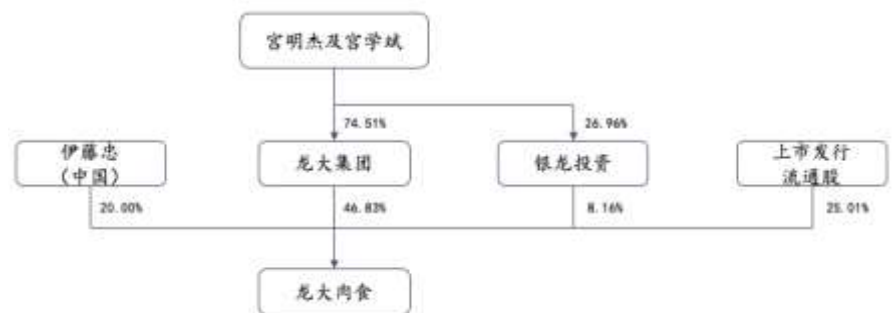 宫明杰及宫学斌
74.51%
26.96%
伊藤忠
（中国）
龙大集团
银龙投资
上市发行
流通股
20.00%
46.83%
8.16%
25.01%
龙大肉食